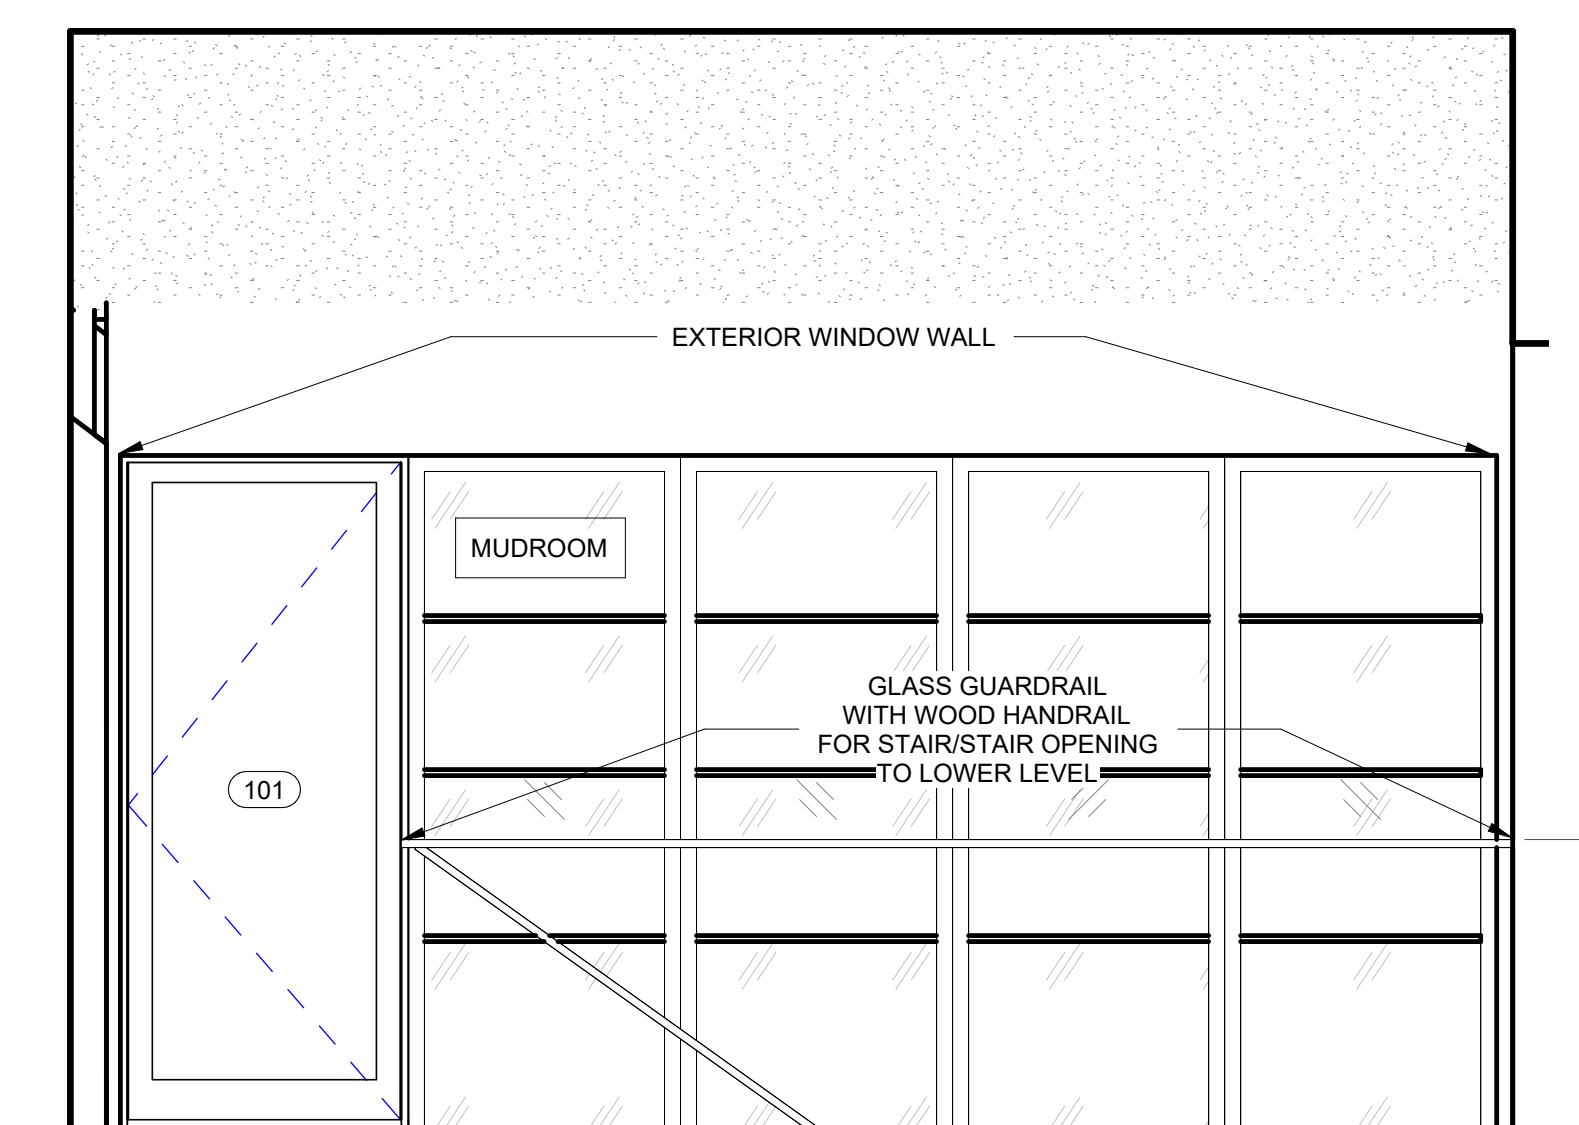 EXTERIOR WINDOW WALL
MUDROOM
GLASS GUARDRAIL
WITH WOOD HANDRAIL
FOR STAIR/STAIR OPENING
TO LOWER LEVEL
101